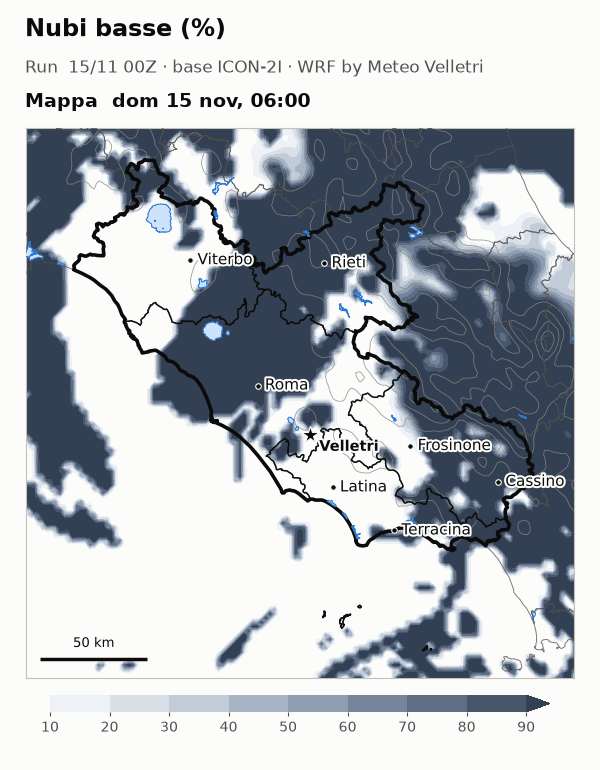 Nubi basse (%)
Run  15/11 00Z · base ICON-2I · WRF by Meteo Velletri
Mappa  dom 15 nov, 06:00
Viterbo
Rieti
Roma
Velletri
Frosinone
Cassino
Latina
Terracina
50 km
10 20 30 40 50 60 70 80 90